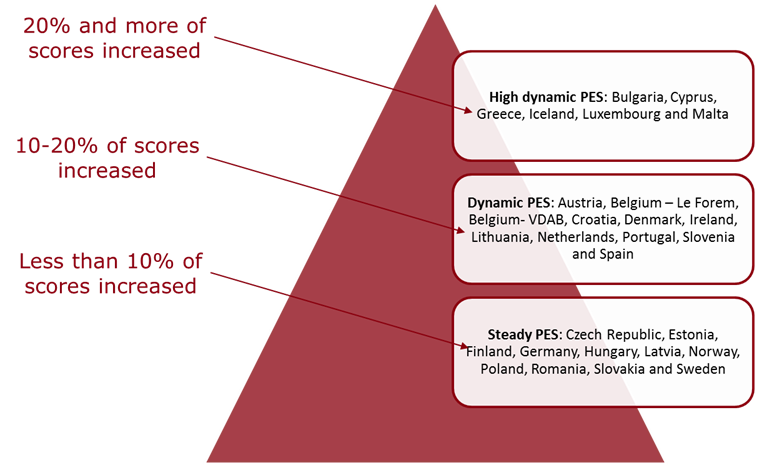 20% and more of
scores increased
High dynamic PES: Bulgaria, Cyprus,
Greece, Iceland, Luxembourg and Malta
10-20% of scores
increased
Dynamic PES: Austria, Belgium – Le Forem,
Belgium- VDAB, Croatia, Denmark, Ireland,
Lithuania, Netherlands, Portugal, Slovenia
and Spain
Less than 10% of
scores increased
Steady PES: Czech Republic, Estonia,
Finland, Germany, Hungary, Latvia, Norway,
Poland, Romania, Slovakia and Sweden